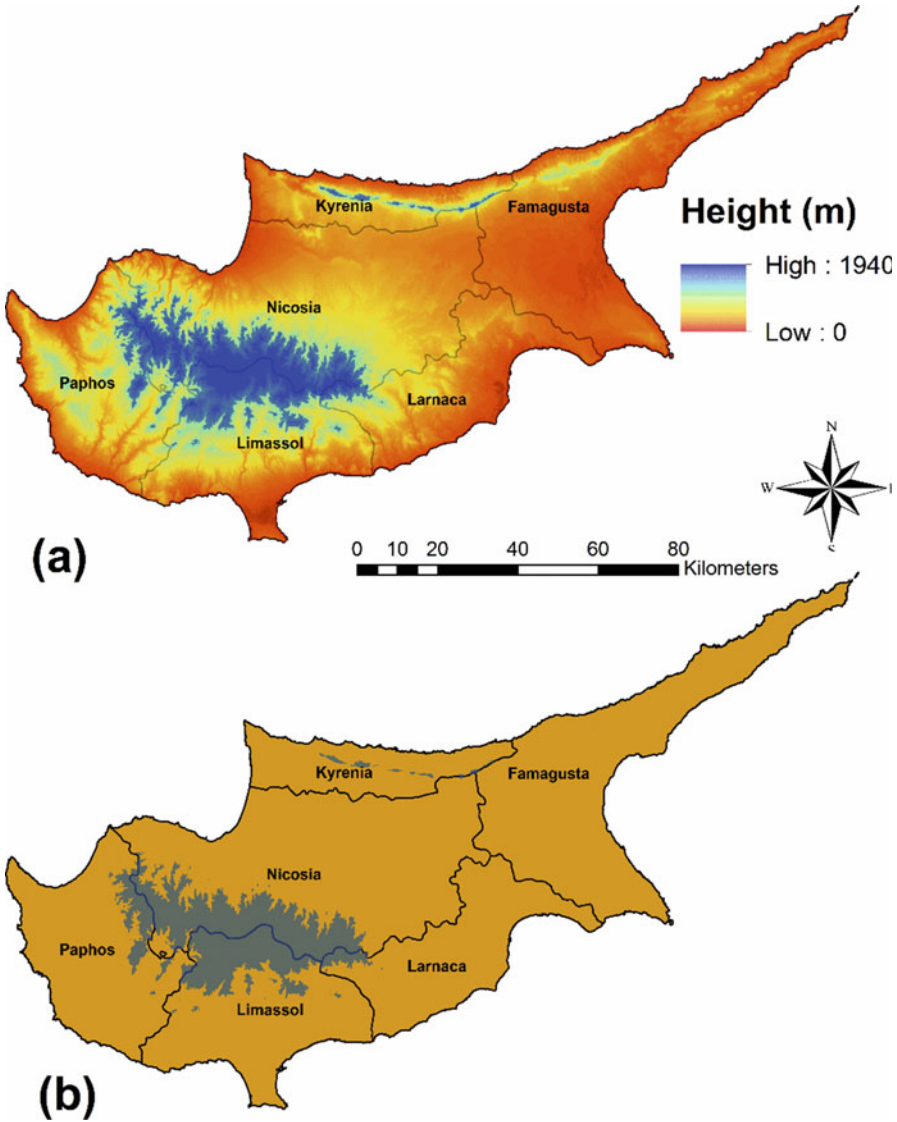 Kyrenia
Famagusta
Height (m)
High : 1940
Low : 0
Nicosia
Paphos
Larnaca
Limassol
N
W
S
(a)
0 10 20 40 60 80
Kilometers
Kyrenia
Famagusta
Nicosia
Paphos
Larnaca
Limassol
(b)